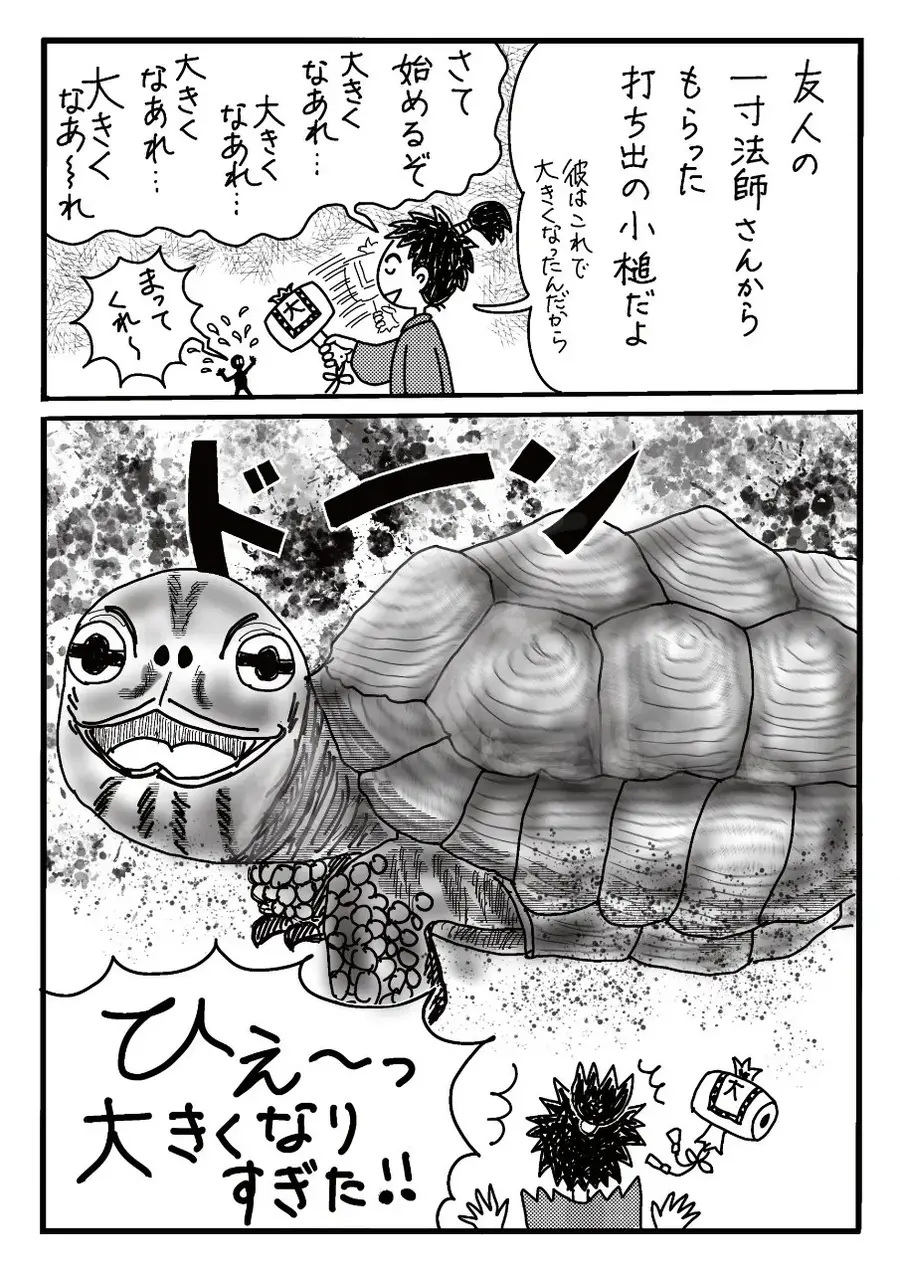 友人の
一寸法師さんから
もらった
打ち出の小槌だよ
彼はこれで
大きくなったんだから
さて
始めるぞ
大きく
なあれ…
大きく
なあれ…
大きく
なあれ…
大きく
なあ〜れ
まって
くれ〜
大
ドーン
ひえ〜っ
大きくなり
すぎた!!
大